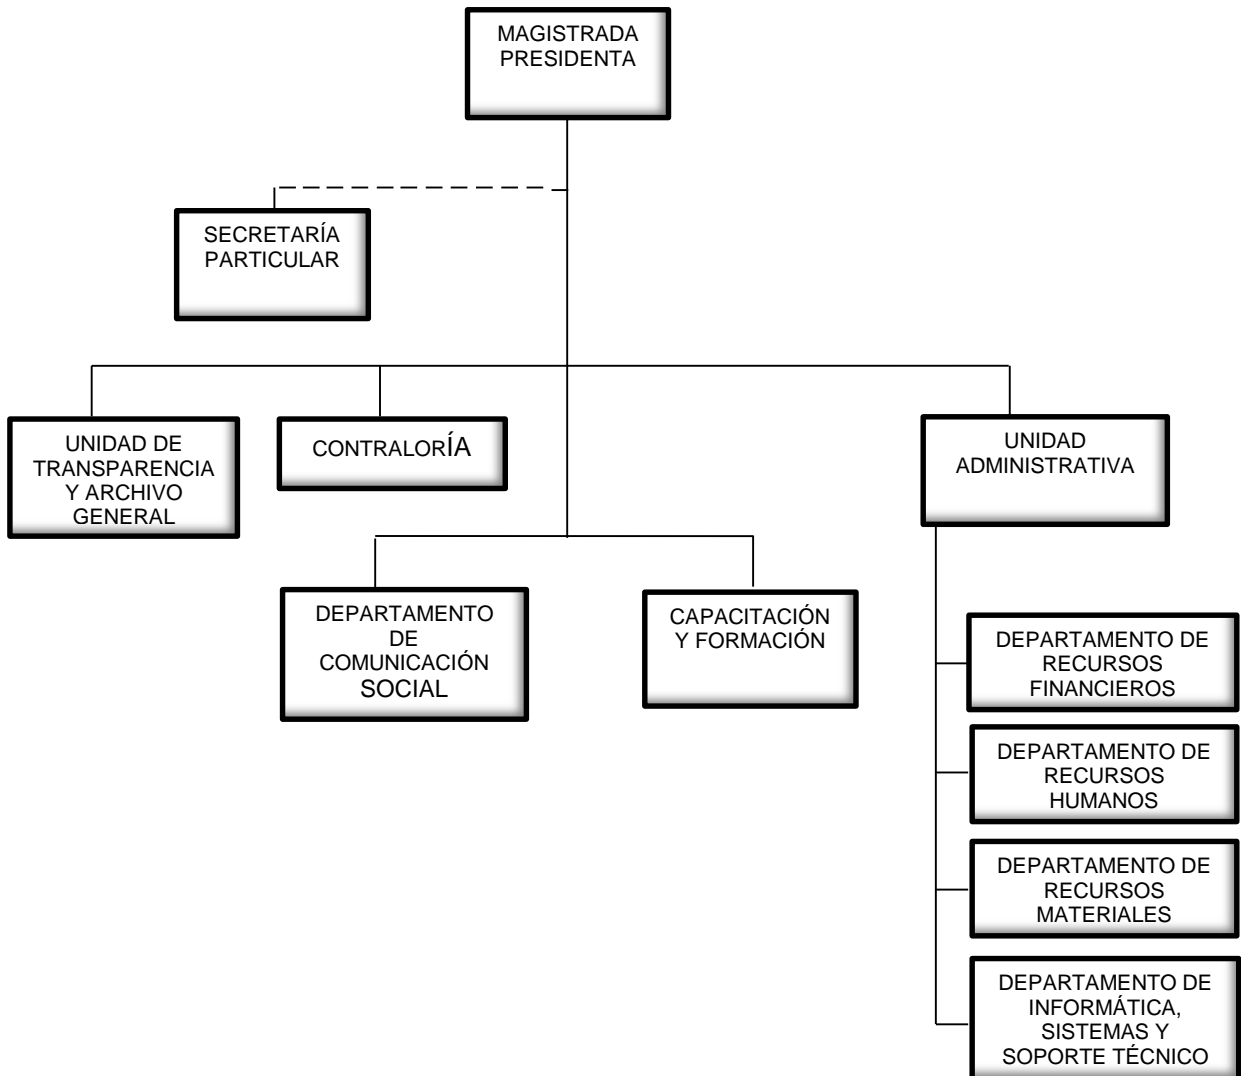 MAGISTRADA
PRESIDENTA
SECRETARÍA
PARTICULAR
UNIDAD DE
TRANSPARENCIA
Y ARCHIVO
GENERAL
CONTRALORÍA
UNIDAD
ADMINISTRATIVA
DEPARTAMENTO
DE
COMUNICACIÓN
SOCIAL
CAPACITACIÓN
Y FORMACIÓN
DEPARTAMENTO DE
RECURSOS
FINANCIEROS
DEPARTAMENTO DE
RECURSOS
HUMANOS
DEPARTAMENTO DE
RECURSOS
MATERIALES
DEPARTAMENTO DE
INFORMÁTICA,
SISTEMAS Y
SOPORTE TÉCNICO